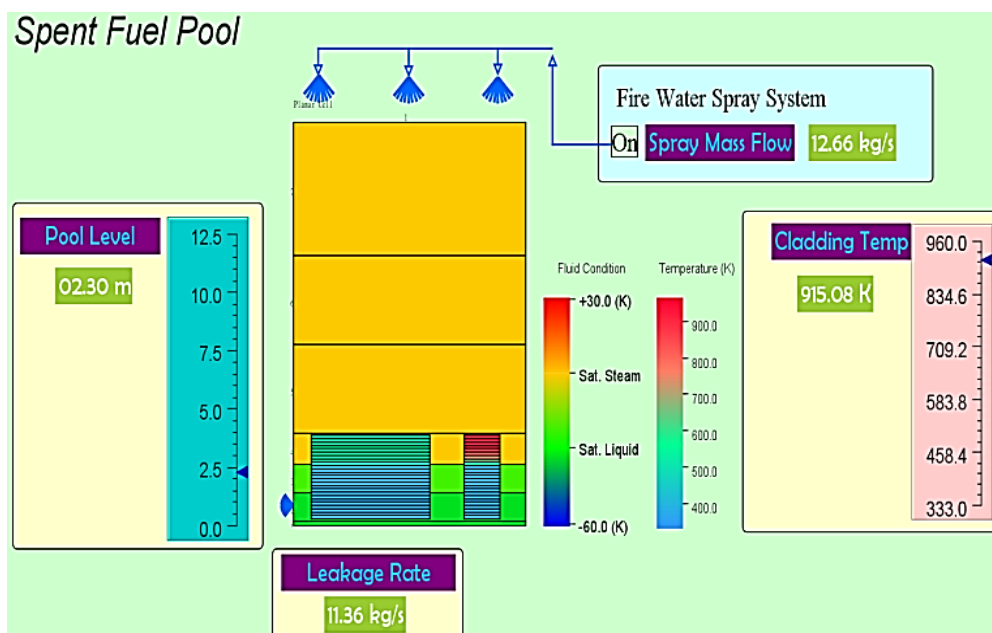 Spent Fuel Pool
Planar Cell
Fire Water Spray System
On
Spray Mass Flow
12.66 kg/s
Pool Level
02.30 m
12.5
10.0
7.5
5.0
2.5
0.0
Fluid Condition
+30.0 (K)
Sat. Steam
Sat. Liquid
-60.0 (K)
Temperature (K)
900.0
800.0
700.0
600.0
500.0
400.0
Cladding Temp
915.08 K
960.0
834.6
709.2
583.8
458.4
333.0
Leakage Rate
11.36 kg/s